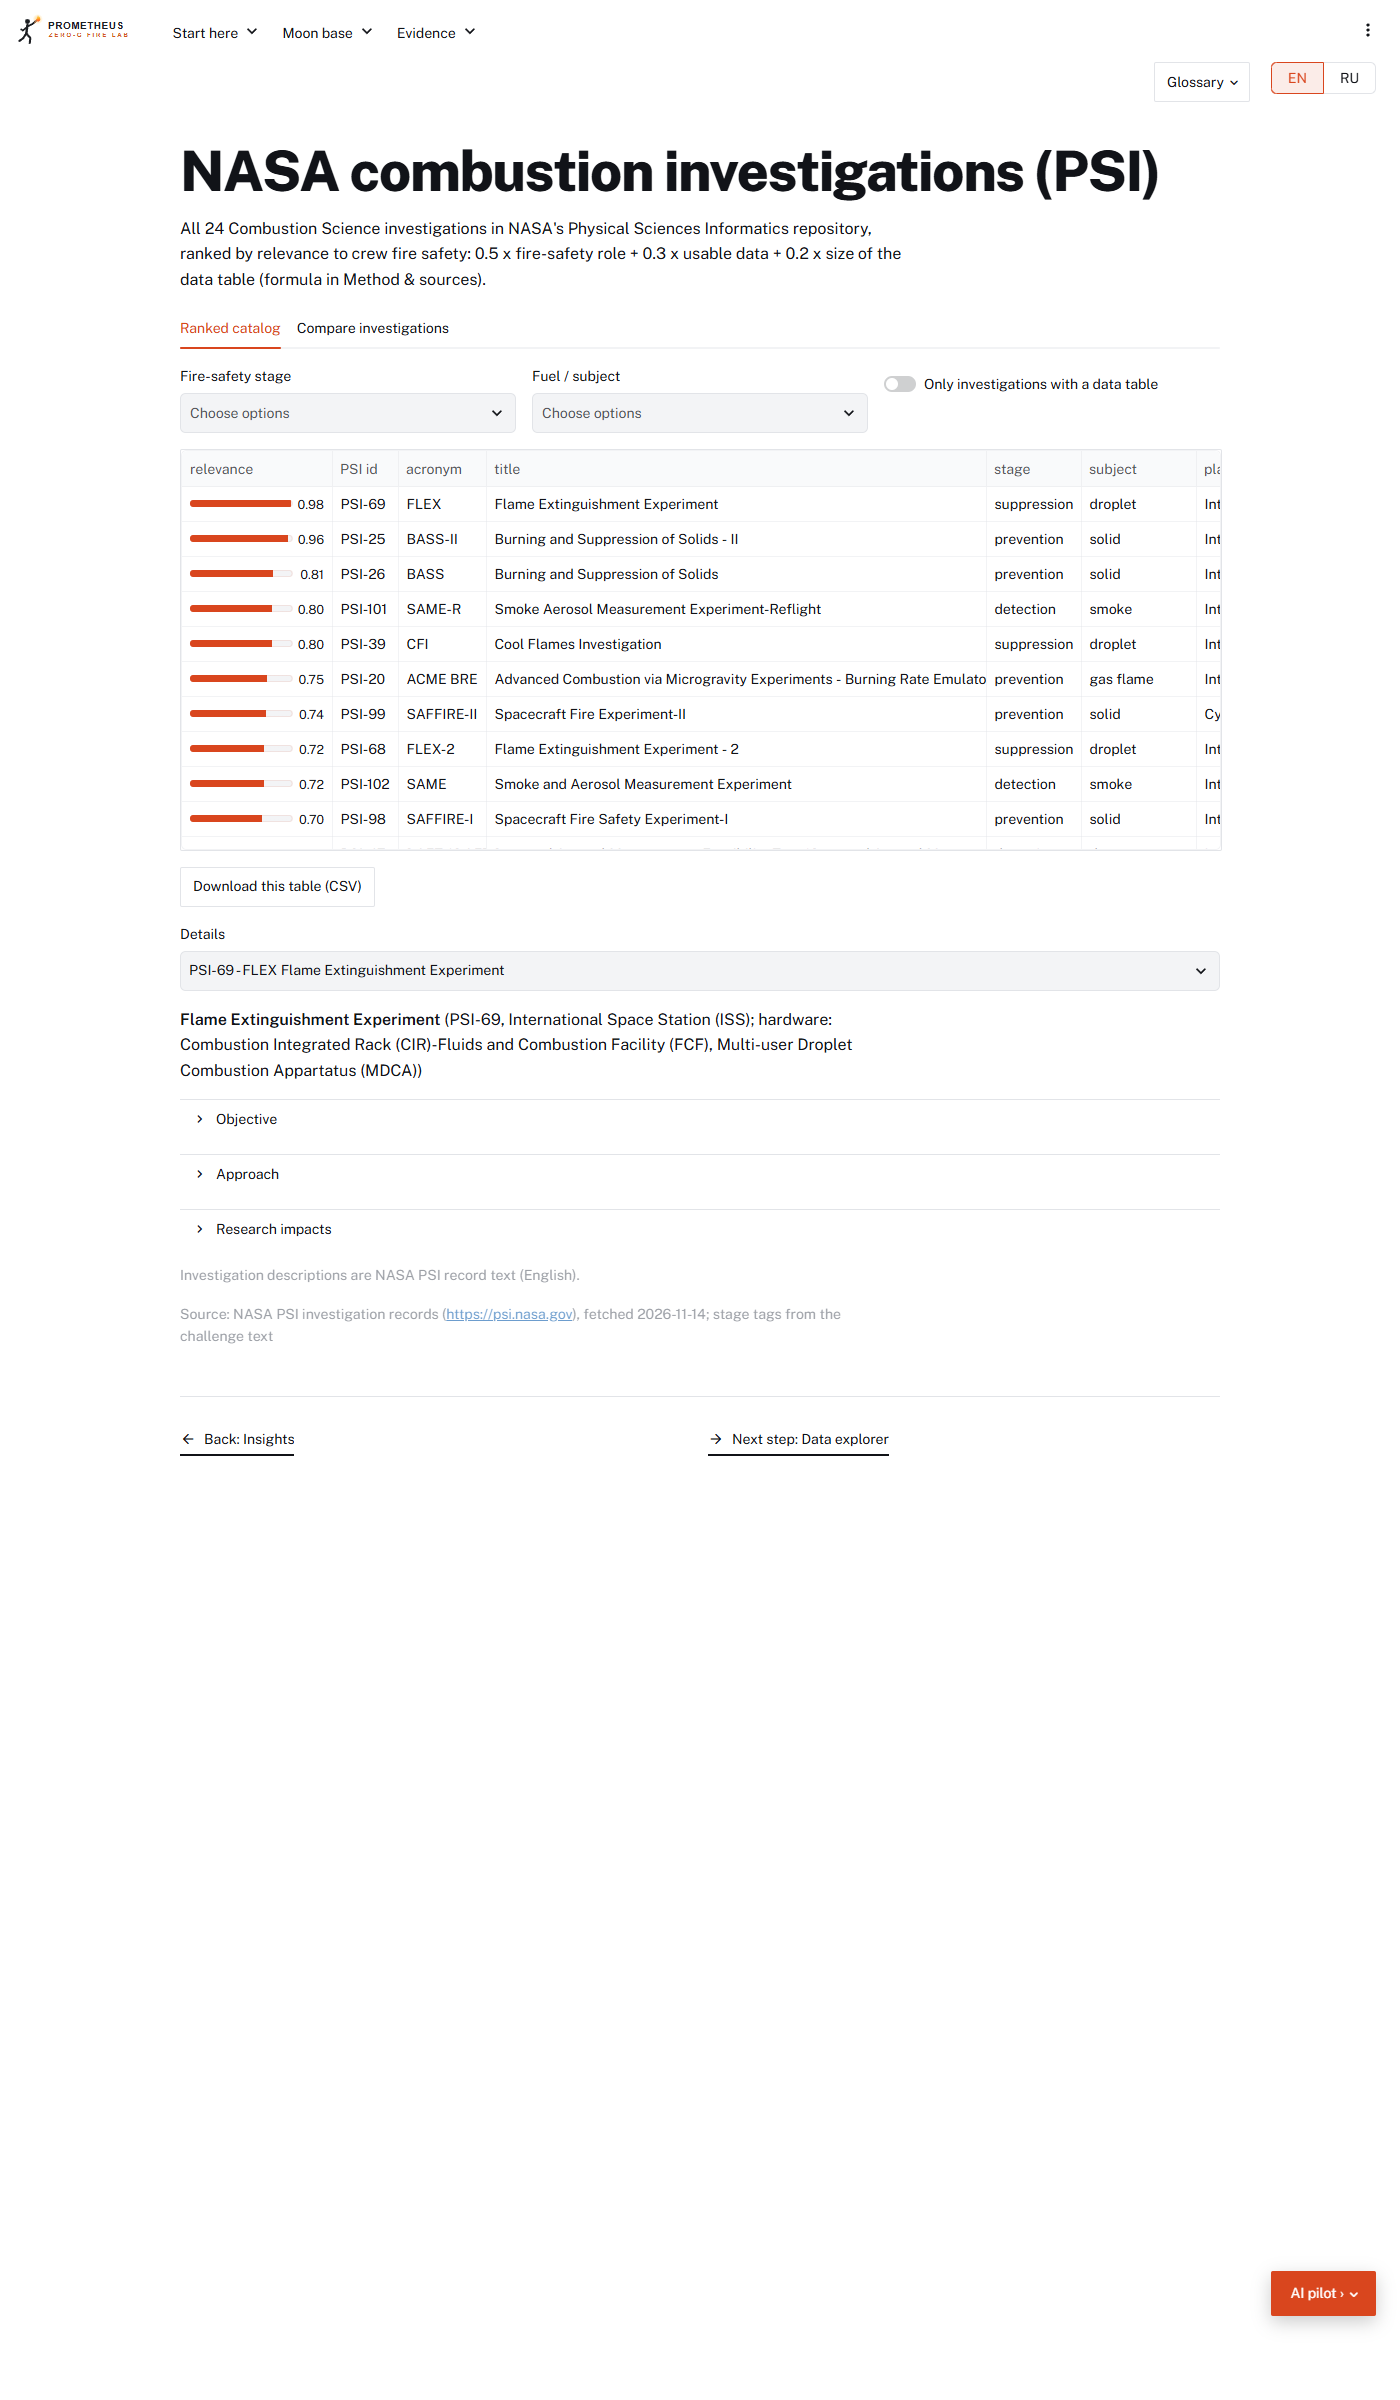 PROMETHEUS
ZERO-G FIRE LAB
Start here
Moon base
Evidence
Glossary
EN
RU
NASA combustion investigations (PSI)
All 24 Combustion Science investigations in NASA's Physical Sciences Informatics repository,
ranked by relevance to crew fire safety: 0.5 x fire-safety role + 0.3 x usable data + 0.2 x size of the
data table (formula in Method & sources).
Ranked catalog
Compare investigations
Fire-safety stage
Fuel / subject
Only investigations with a data table
Choose options
Choose options
relevance PSI id acronym title stage subject pla
0.98 PSI-69 FLEX Flame Extinguishment Experiment suppression droplet Int
0.96 PSI-25 BASS-II Burning and Suppression of Solids - II prevention solid Int
0.81 PSI-26 BASS Burning and Suppression of Solids prevention solid Int
0.80 PSI-101 SAME-R Smoke Aerosol Measurement Experiment-Reflight detection smoke Int
0.80 PSI-39 CFI Cool Flames Investigation suppression droplet Int
0.75 PSI-20 ACME BRE Advanced Combustion via Microgravity Experiments - Burning Rate Emulato prevention gas flame Int
0.74 PSI-99 SAFFIRE-II Spacecraft Fire Experiment-II prevention solid Cy
0.72 PSI-68 FLEX-2 Flame Extinguishment Experiment - 2 suppression droplet Int
0.72 PSI-102 SAME Smoke and Aerosol Measurement Experiment detection smoke Int
0.70 PSI-98 SAFFIRE-I Spacecraft Fire Safety Experiment-I prevention solid Int
Download this table (CSV)
Details
PSI-69 - FLEX Flame Extinguishment Experiment
Flame Extinguishment Experiment (PSI-69, International Space Station (ISS); hardware:
Combustion Integrated Rack (CIR)-Fluids and Combustion Facility (FCF), Multi-user Droplet
Combustion Appartatus (MDCA))
Objective
Approach
Research impacts
Investigation descriptions are NASA PSI record text (English).
Source: NASA PSI investigation records (https://psi.nasa.gov), fetched 2026-11-14; stage tags from the
challenge text
Back: Insights
Next step: Data explorer
AI pilot ›